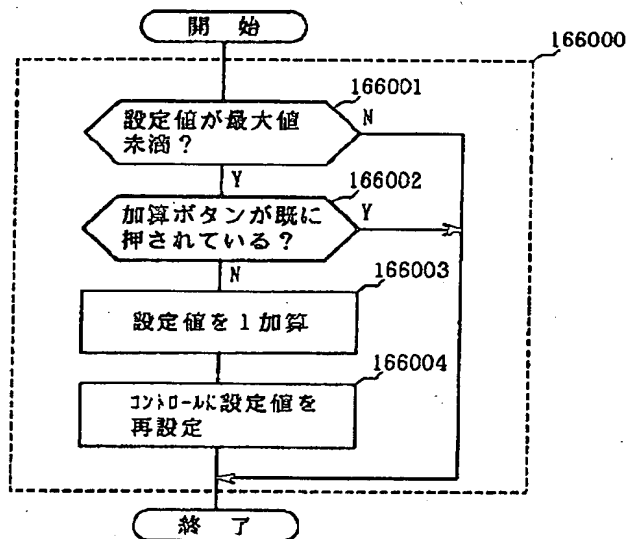 開始
166000
166001
設定値が最大値
未滴?
N
Y
166002
加算ボタンが既に
押されている?
Y
N
166003
設定値を1加算
166004
コントロールに設定値を
再設定
終了